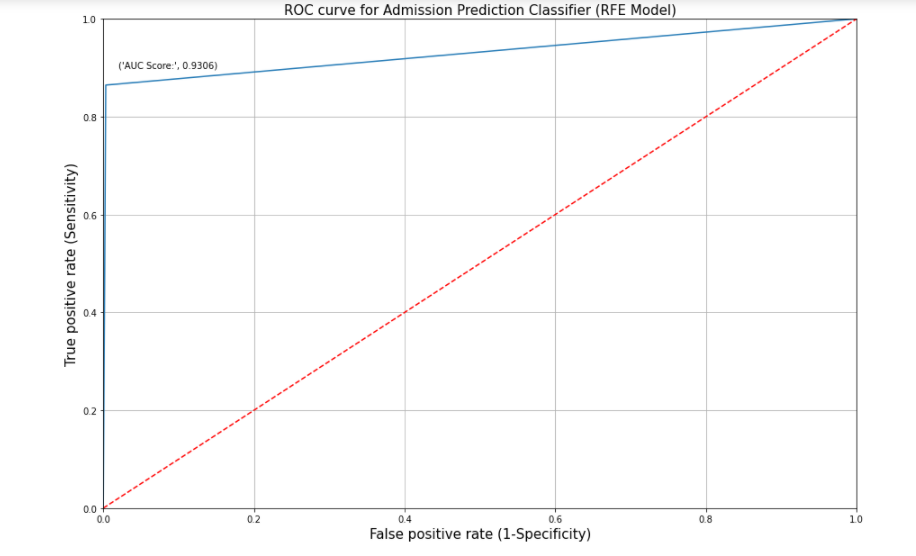 ROC curve for Admission Prediction Classifier (RFE Model)
1.0
('AUC Score:', 0.9306)
0.8
0.6
0.4
0.2
0.0
True positive rate (Sensitivity)
0.0 0.2 0.4 0.6 0.8 1.0
False positive rate (1-Specificity)